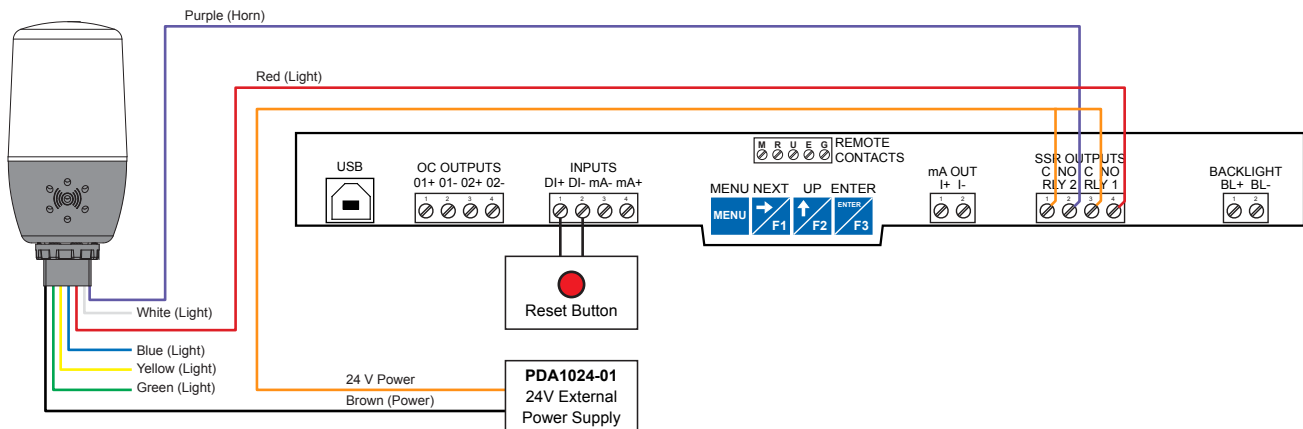 Purple (Horn)
Red (Light)
USB
OC OUTPUTS
01+ 01- 02+ 02-
1 2 3 4
INPUTS
DI+ DI- mA- mA+
1 2 3 4
M R U E G
REMOTE
CONTACTS
MENU NEXT UP ENTER
MENU
F1
F2
ENTER
F3
mA OUT
I+ I-
1 2
SSR OUTPUTS
C NO C NO
RLY 2 RLY 1
1 2 3 4
BACKLIGHT
BL+ BL-
1 2
Reset Button
White (Light)
Blue (Light)
Yellow (Light)
Green (Light)
24 V Power
Brown (Power)
PDA1024-01
24V External
Power Supply